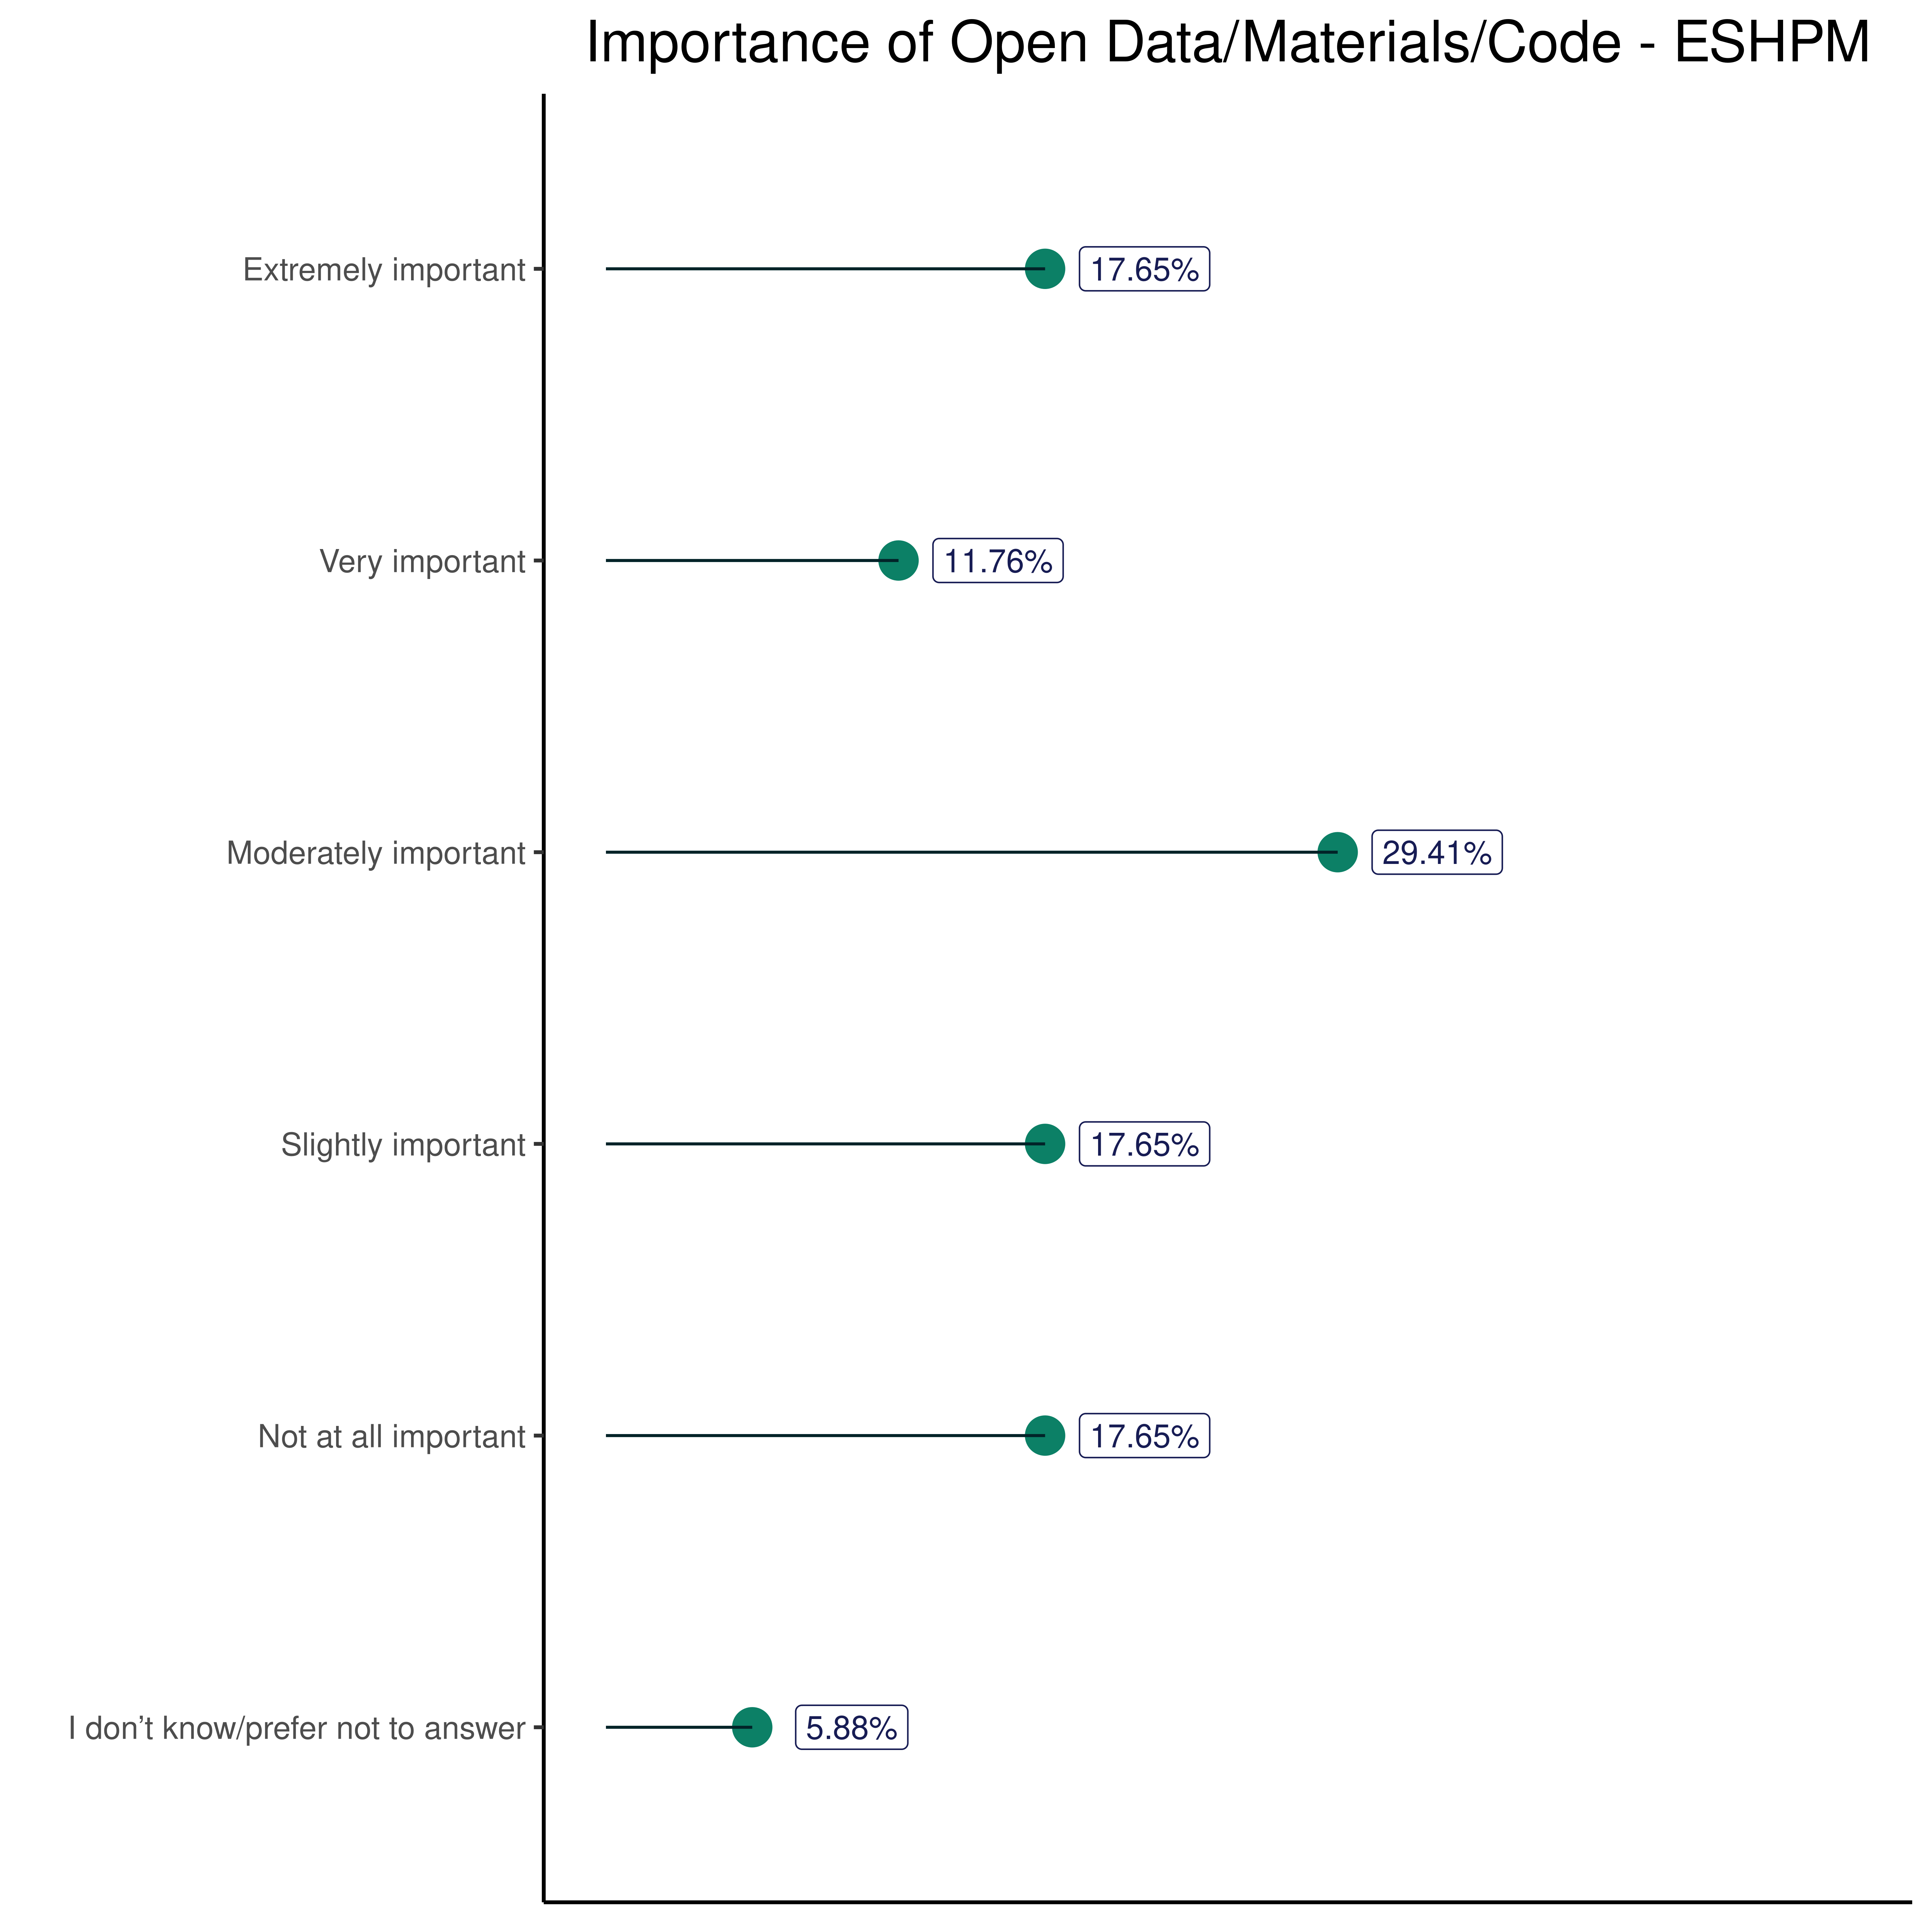 Importance of Open Data/Materials/Code - ESHPM
Extremely important 17.65%
Very important 11.76%
Moderately important 29.41%
Slightly important 17.65%
Not at all important 17.65%
I don’t know/prefer not to answer 5.88%